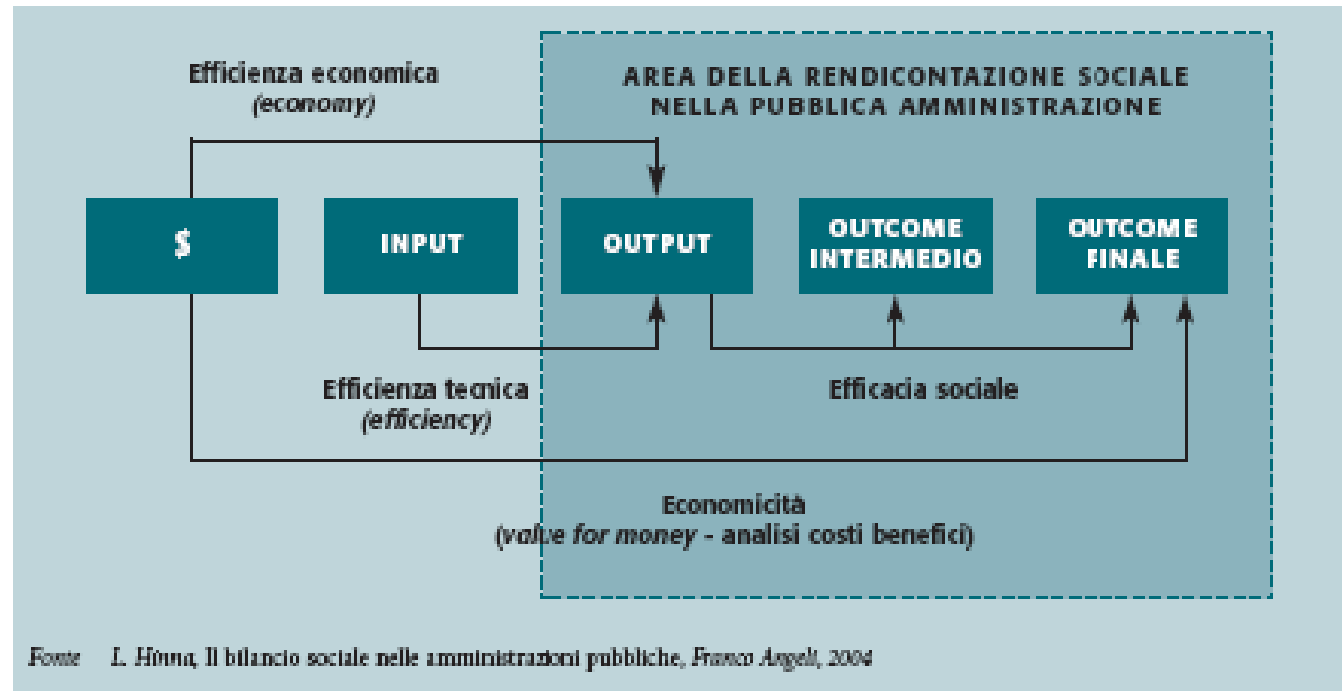 Efficienza economica
(economy)
AREA DELLA RENDICONTAZIONE SOCIALE
NELLA PUBBLICA AMMINISTRAZIONE
$
INPUT
OUTPUT
OUTCOME
INTERMEDIO
OUTCOME
FINALE
Efficienza tecnica
(efficiency)
Efficacia sociale
Economicità
(value for money - analisi costi benefici)
Fonte L. Hinna, Il bilancio sociale nelle amministrazioni pubbliche, Franco Angeli, 2004